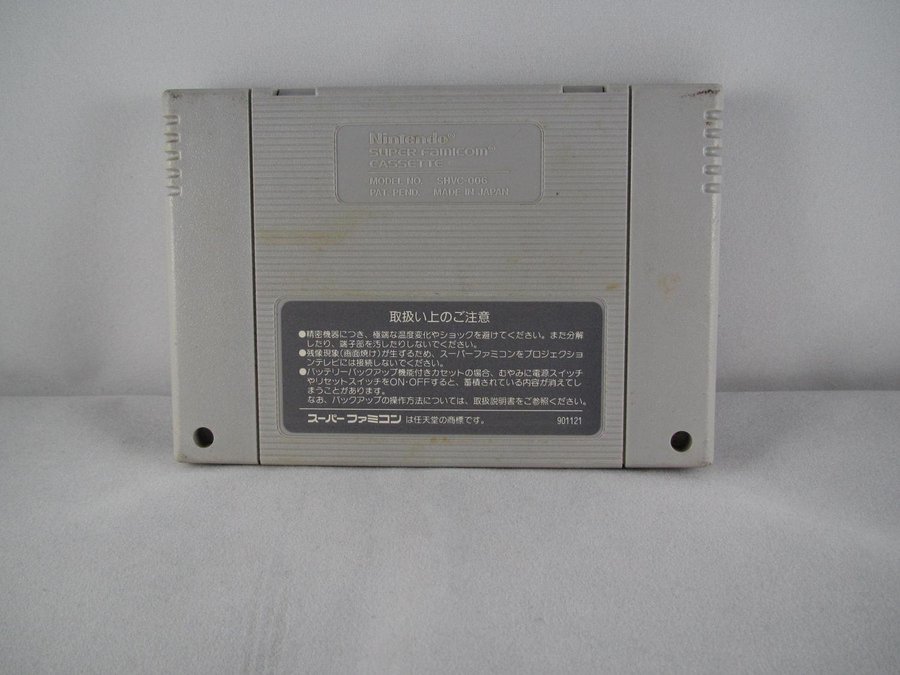 Nintendo™
SUPER FAMICOM™
CASSETTE
MODEL NO. SHVC-006
PAT. PEND. MADE IN JAPAN
取扱い上のご注意
●精密機器につき、極端な温度変化やショックを避けてください。また分解
したり、端子部を汚したりしないでください。
●残像現象(画面焼け)が生ずるため、スーパーファミコンをプロジェクショ
ンテレビには接続しないでください。
●バッテリーバックアップ機能付きカセットの場合、むやみに電源スイッチ
やリセットスイッチをON・OFFすると、蓄積されている内容が消えてし
まうことがあります。
なお、バックアップの操作方法については、取扱説明書をご参照ください。
スーパーファミコン は任天堂の商標です。 901121